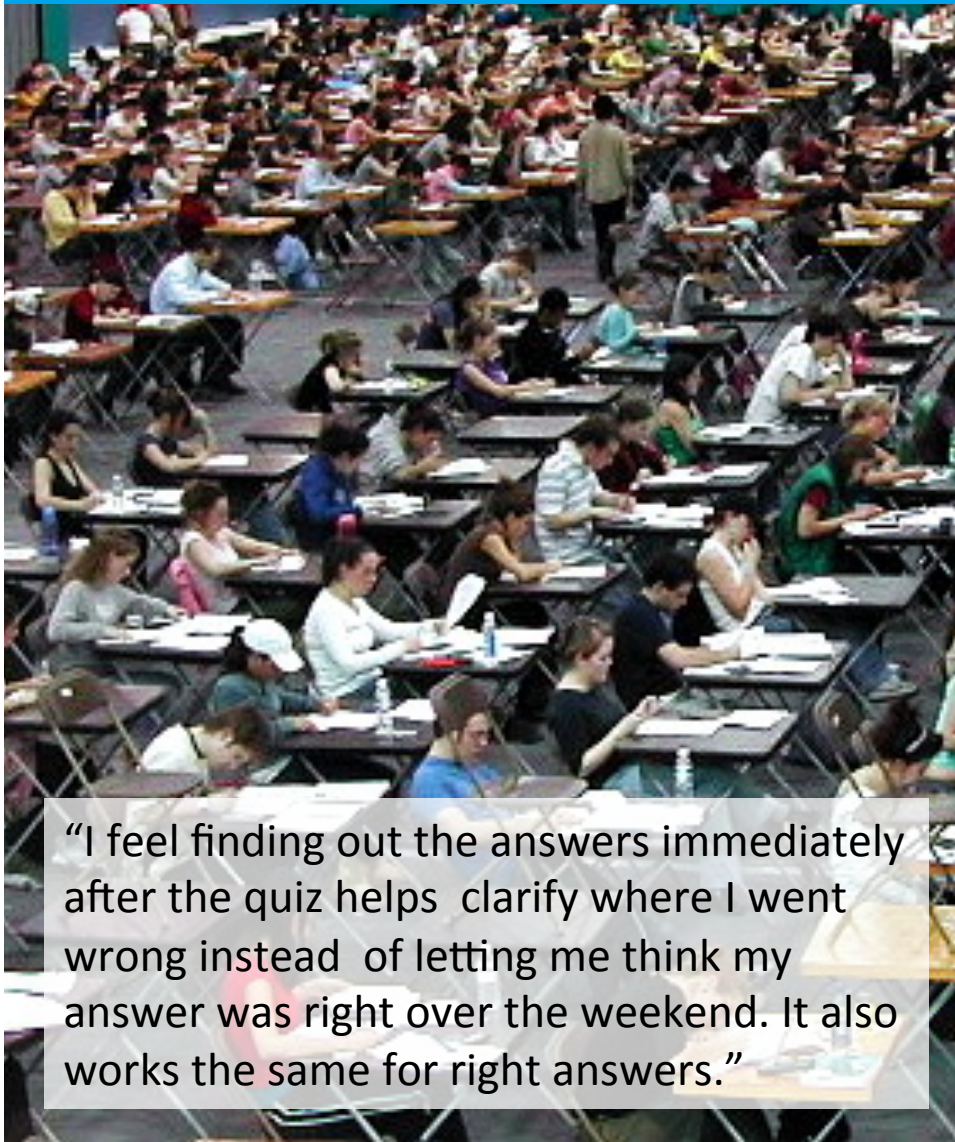 “I feel finding out the answers immediately
after the quiz helps  clarify where I went
wrong instead  of letting me think my
answer was right over the weekend. It also
works the same for right answers.”